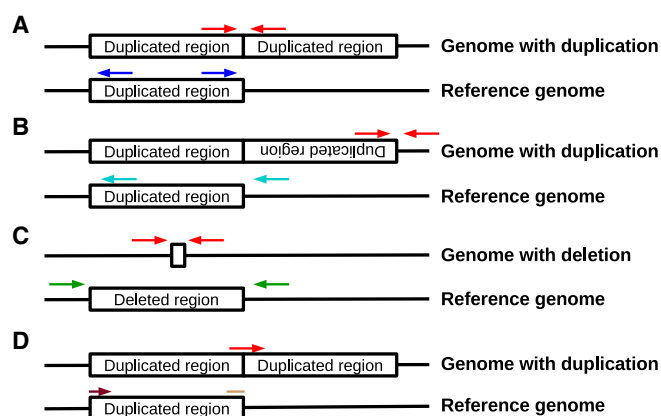 A
Duplicated region Duplicated region Genome with duplication
Duplicated region Reference genome
B
Duplicated region Duplicated region Genome with duplication
Duplicated region Reference genome
C
Genome with deletion
Deleted region Reference genome
D
Duplicated region Duplicated region Genome with duplication
Duplicated region Reference genome